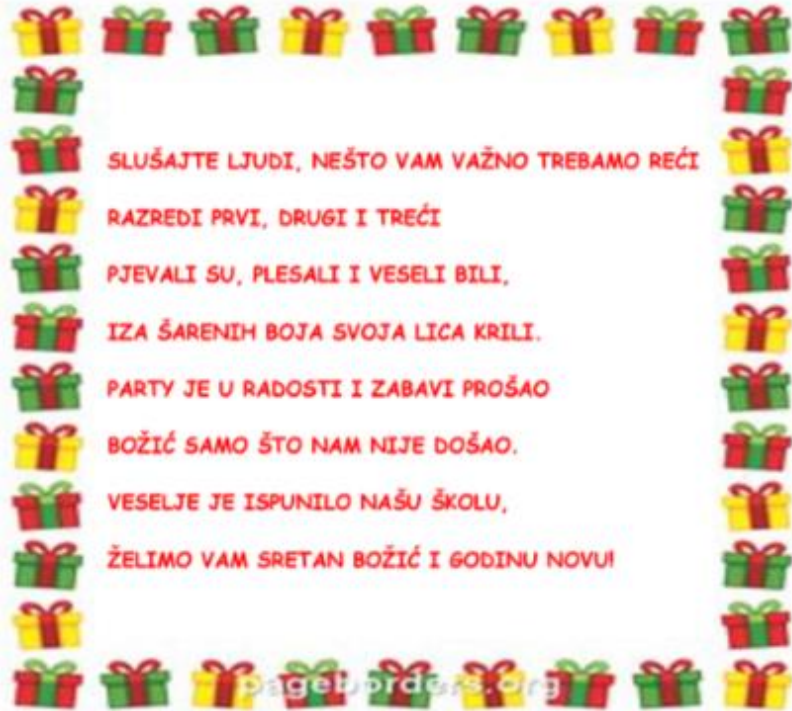 SLUŠAJTE LJUDI, NEŠTO VAM VAŽNO TREBAMO REĆI
RAZREDI PRVI, DRUGI I TREĆI
PJEVALI SU, PLESALI I VESELI BILI,
IZA ŠARENIH BOJA SVOJA LICA KRILI.
PARTY JE U RADOSTI I ZABAVI PROŠAO
BOŽIĆ SAMO ŠTO NAM NIJE DOŠAO.
VESELJE JE ISPUNILO NAŠU ŠKOLU,
ŽELIMO VAM SRETAN BOŽIĆ I GODINU NOVU!
pageborders.org